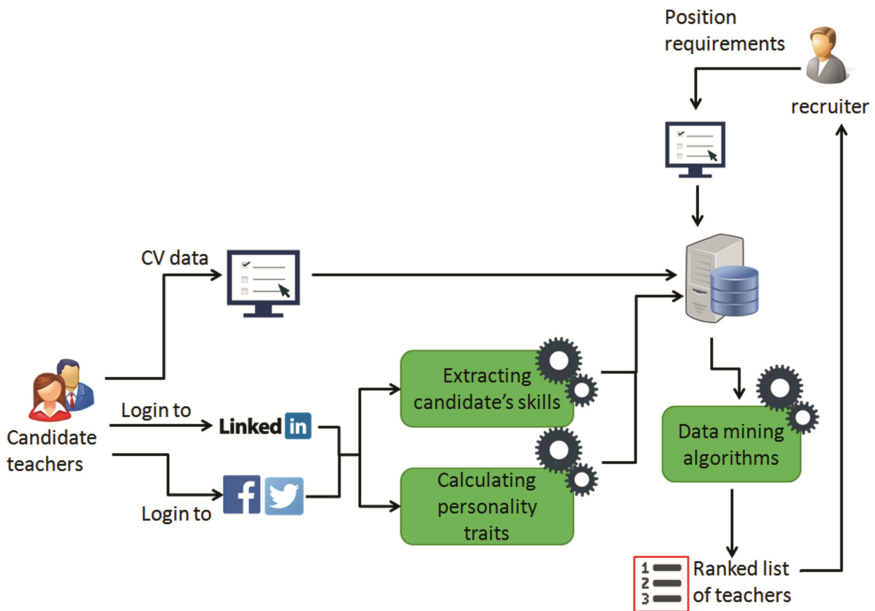 Position
requirements
recruiter
CV data
Candidate
teachers
Login to
Linked in
Login to
f
Extracting
candidate's skills
Calculating
personality
traits
Data mining
algorithms
1
2
3
Ranked list
of teachers